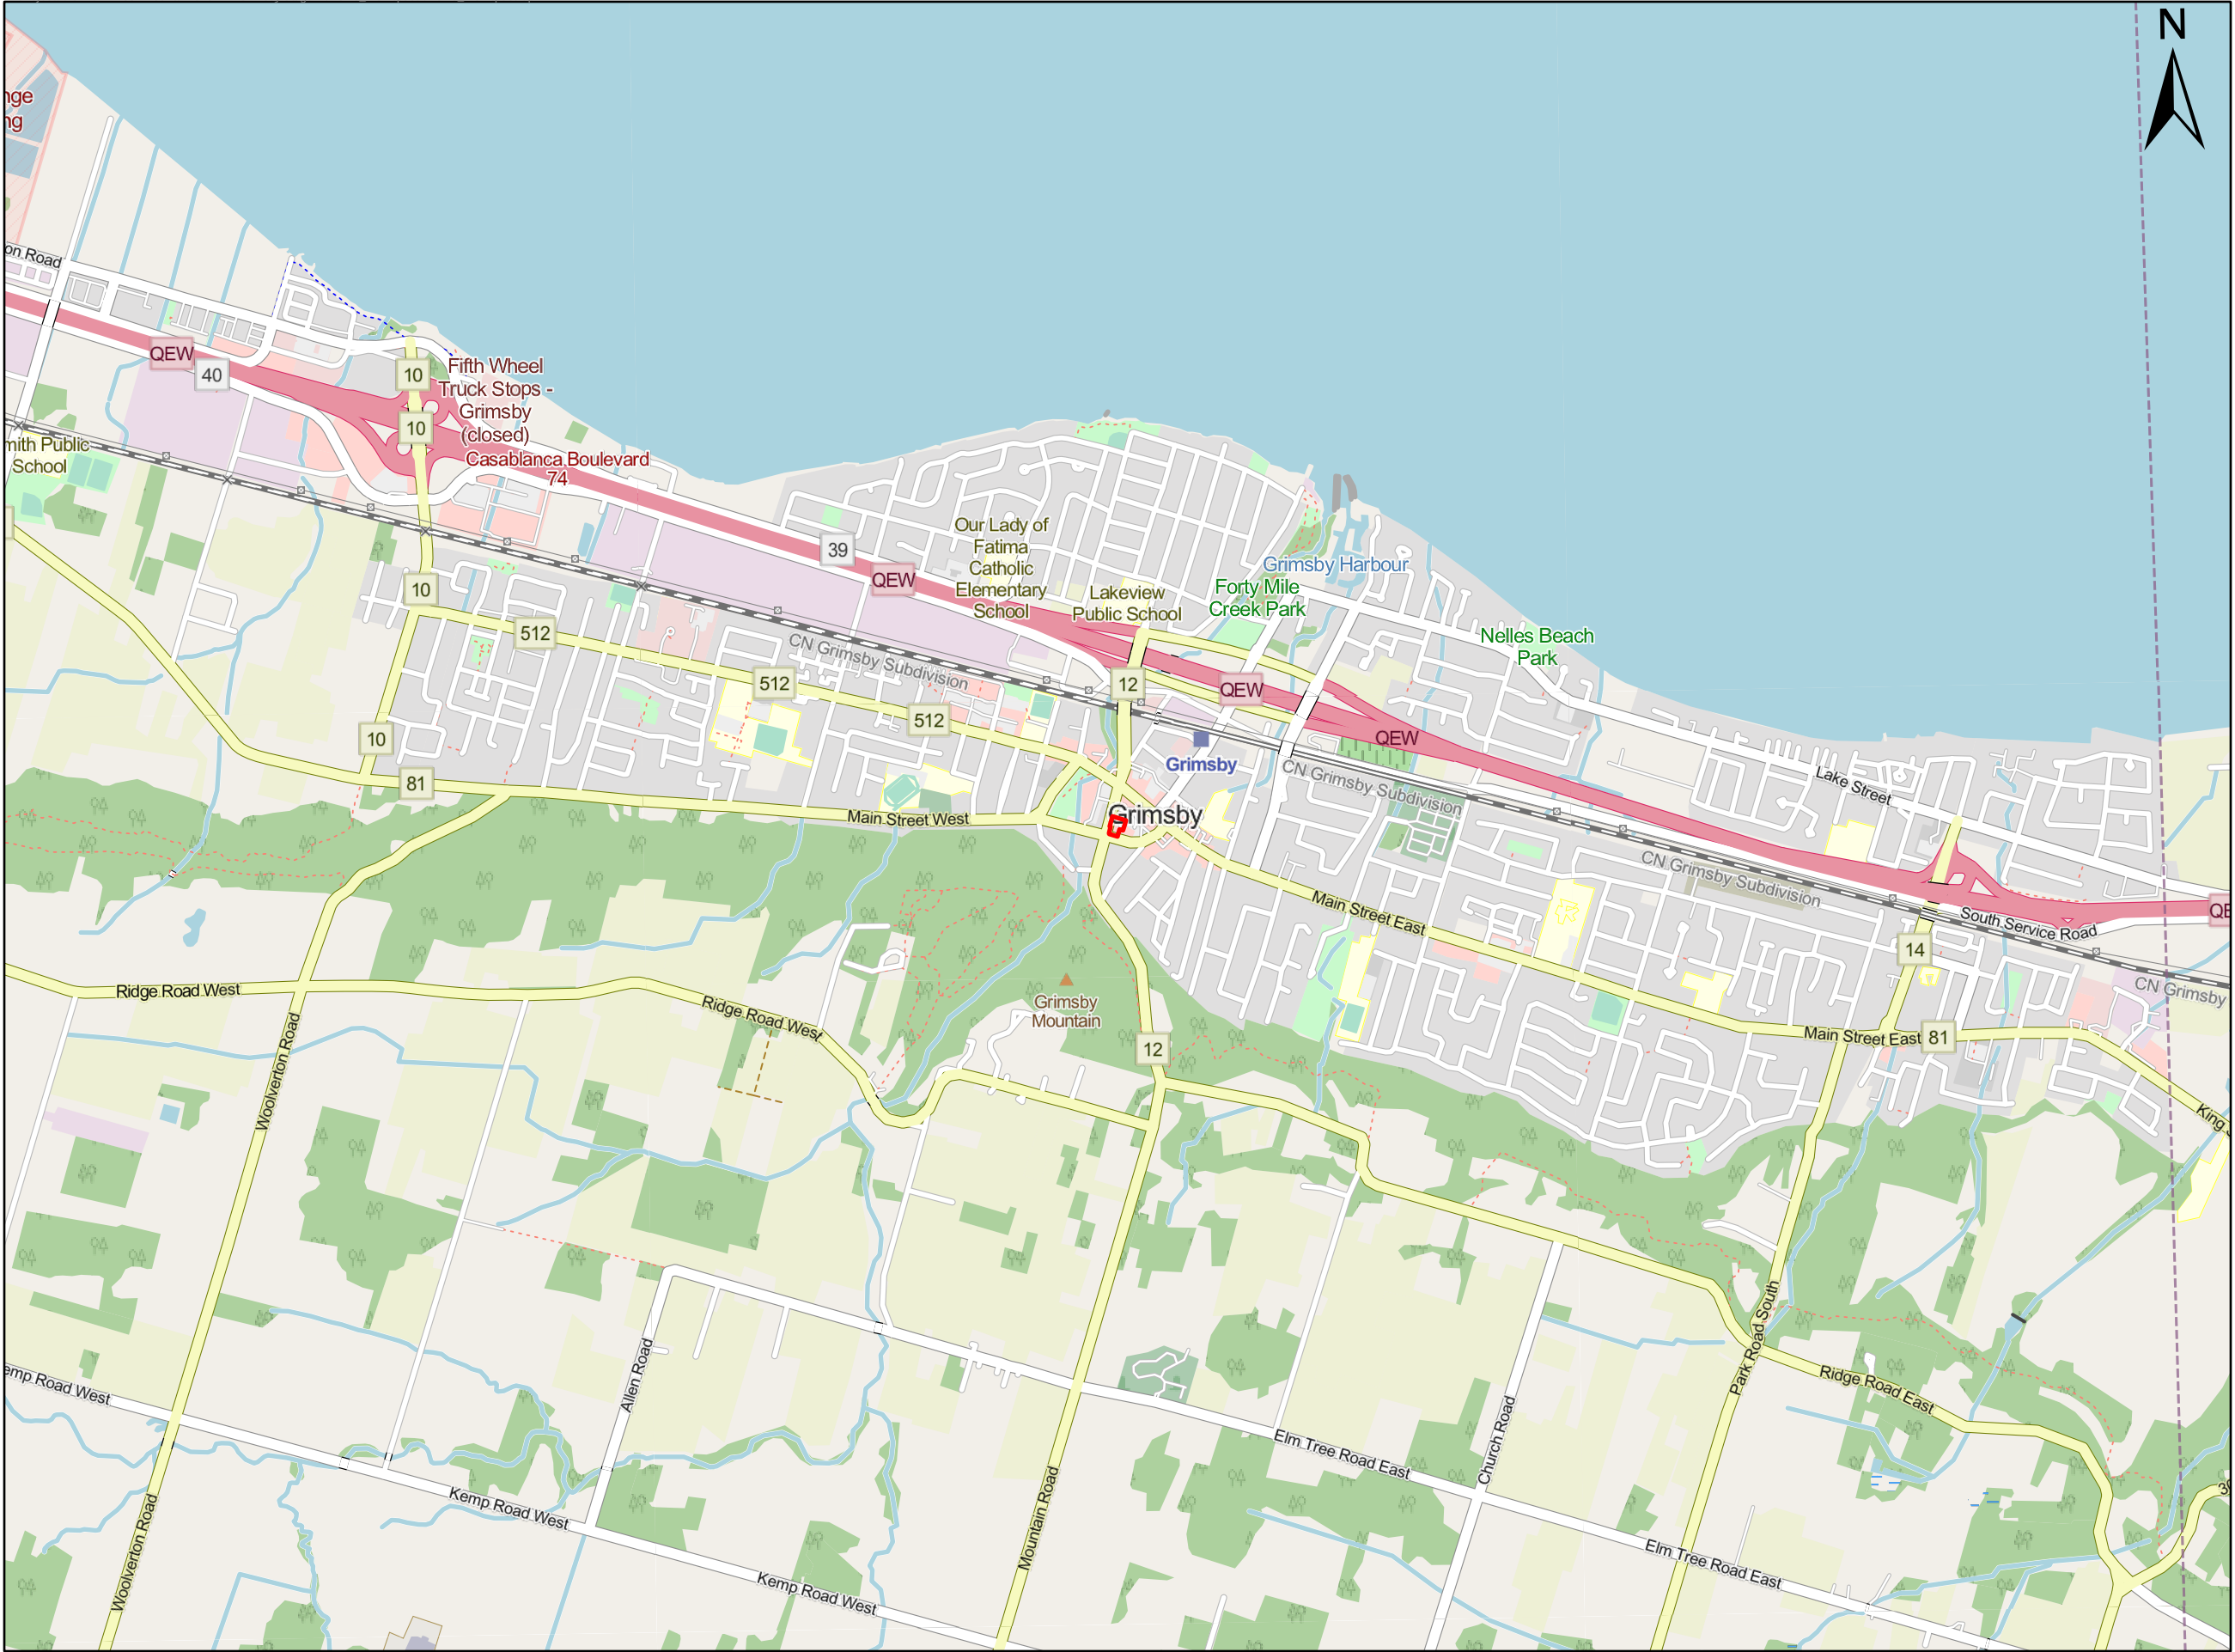 N
nge
ng
on Road
QEW
40
10
10
Fifth Wheel
Truck Stops -
Grimsby
(closed)
Casablanca Boulevard
74
mith Public
School
39
QEW
Our Lady of
Fatima
Catholic
Elementary
School
Lakeview
Public School
Grimsby Harbour
Forty Mile
Creek Park
Nelles Beach
Park
10
512
CN Grimsby Subdivision
512
512
12
QEW
QEW
10
81
Grimsby
CN Grimsby Subdivision
Lake Street
Main Street West
Grimsby
CN Grimsby Subdivision
Main Street East
South Service Road
QE
14
CN Grimsby
Ridge Road West
Ridge Road West
Grimsby
Mountain
12
Main Street East
81
Woolverton Road
King S
Park Road South
Allen Road
emp Road West
Ridge Road East
Elm Tree Road East
Church Road
Kemp Road West
Mountain Road
Woolverton Road
Elm Tree Road East
Kemp Road West